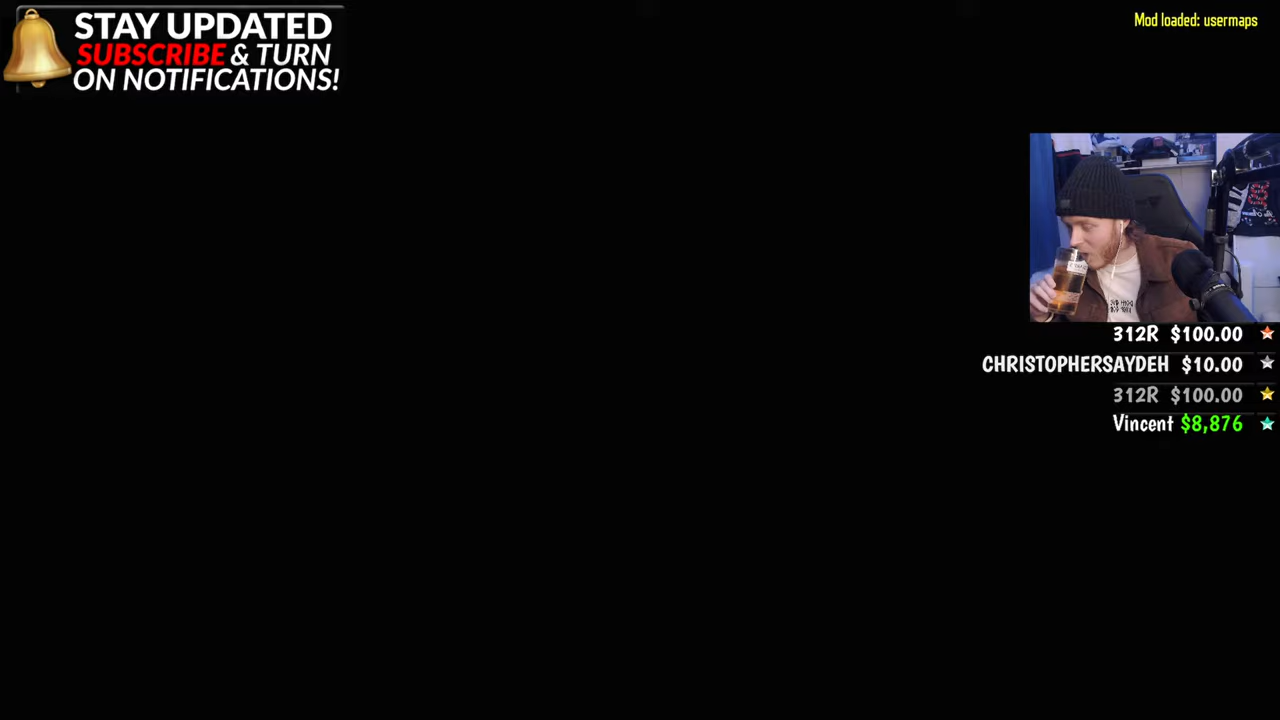 STAY UPDATED
SUBSCRIBE & TURN
ON NOTIFICATIONS!
Mod loaded: usermaps
312R $100.00
CHRISTOPHERSAYDEH $10.00
312R $100.00
Vincent $8,876